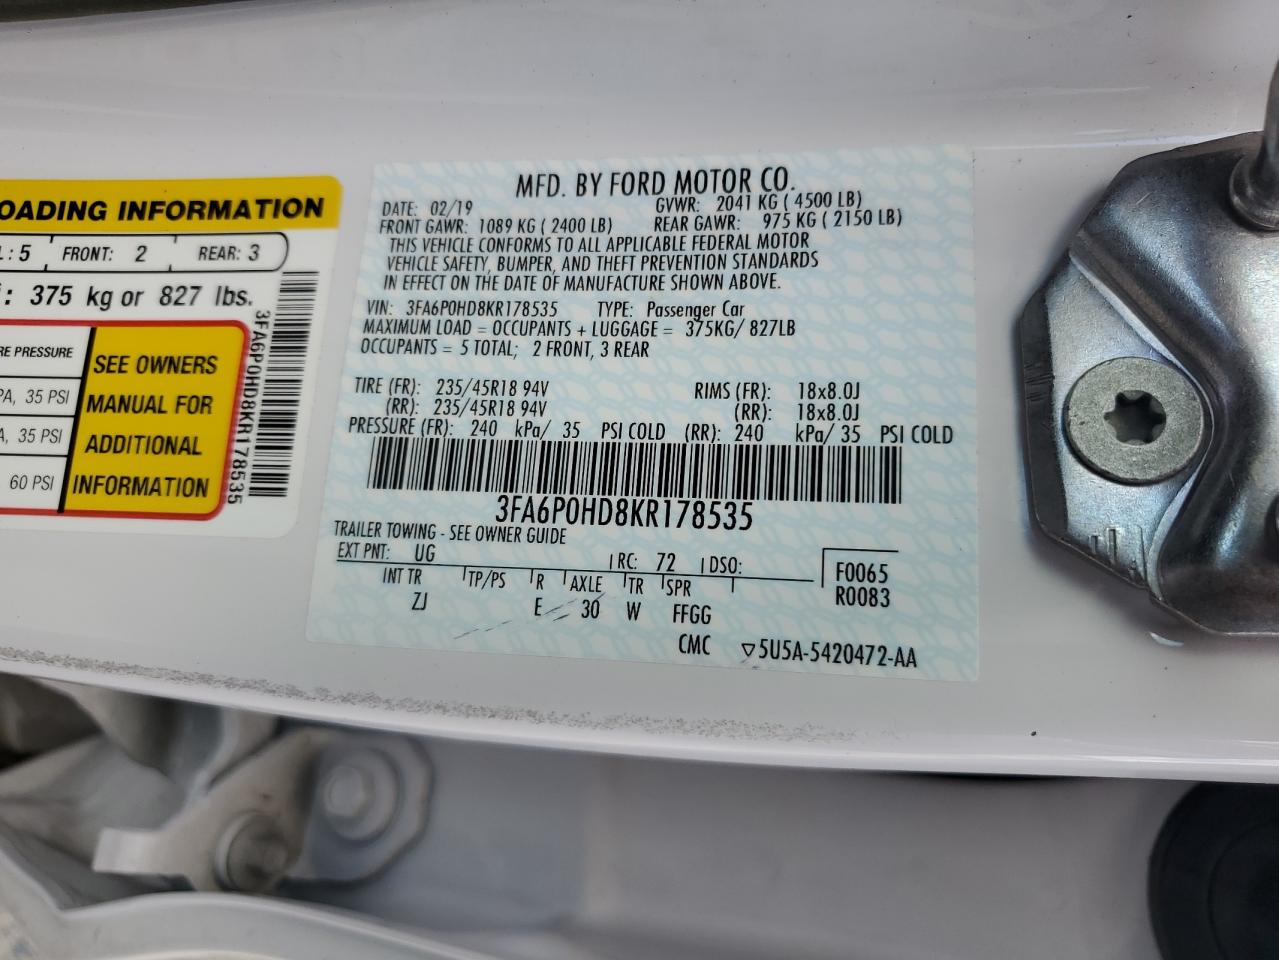 OADING INFORMATION
: 5 FRONT: 2 REAR: 3
: 375 kg or 827 lbs.
RE PRESSURE
PA, 35 PSI
A, 35 PSI
60 PSI
SEE OWNERS
MANUAL FOR
ADDITIONAL
INFORMATION
3FA6P0HD8KR178535
MFD. BY FORD MOTOR CO.
DATE: 02/19 GVWR: 2041 KG ( 4500 LB)
FRONT GAWR: 1089 KG ( 2400 LB) REAR GAWR: 975 KG ( 2150 LB)
THIS VEHICLE CONFORMS TO ALL APPLICABLE FEDERAL MOTOR
VEHICLE SAFETY, BUMPER, AND THEFT PREVENTION STANDARDS
IN EFFECT ON THE DATE OF MANUFACTURE SHOWN ABOVE.
VIN: 3FA6P0HD8KR178535 TYPE: Passenger Car
MAXIMUM LOAD = OCCUPANTS + LUGGAGE = 375KG/ 827LB
OCCUPANTS = 5 TOTAL; 2 FRONT, 3 REAR
TIRE (FR): 235/45R18 94V RIMS (FR): 18x8.0J
(RR): 235/45R18 94V (RR): 18x8.0J
PRESSURE (FR): 240 kPa/ 35 PSI COLD (RR): 240 kPa/ 35 PSI COLD
3FA6P0HD8KR178535
TRAILER TOWING - SEE OWNER GUIDE
EXT PNT: UG RC: 72 DSO: F0065
INT TR TP/PS R AXLE TR SPR R0083
ZJ E 30 W FFGG
CMC ▽5U5A-5420472-AA